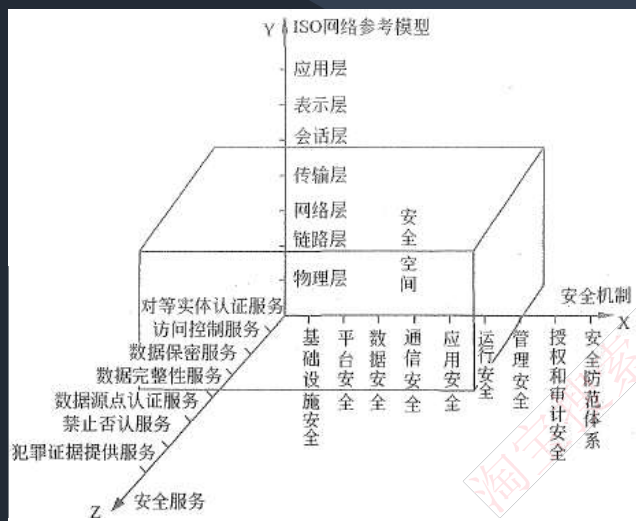 Y
ISO网络参考模型
应用层
表示层
会话层
传输层
网络层
链路层
物理层
安全空间
对等实体认证服务
访问控制服务
数据保密服务
数据完整性服务
数据源点认证服务
禁止否认服务
犯罪证据提供服务
Z
安全服务
安全机制
X
基础设施安全
平台安全
数据安全
通信安全
应用安全
运行安全
管理安全
授权和审计安全
安全防范体系